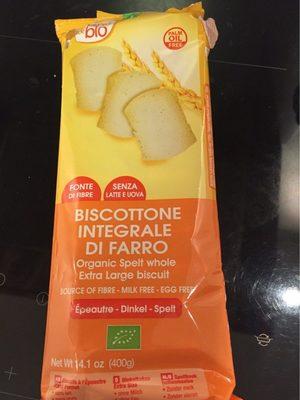 bio
PALM
OIL
FREE
FONTE
DI FIBRE
SENZA
LATTE E UOVA
BISCOTTONE
INTEGRALE
DI FARRO
Organic Spelt whole
Extra Large biscuit
SOURCE OF FIBRE - MILK FREE - EGG FREE
Épeautre - Dinkel - Spelt
Net Wt 14.1 oz (400g)